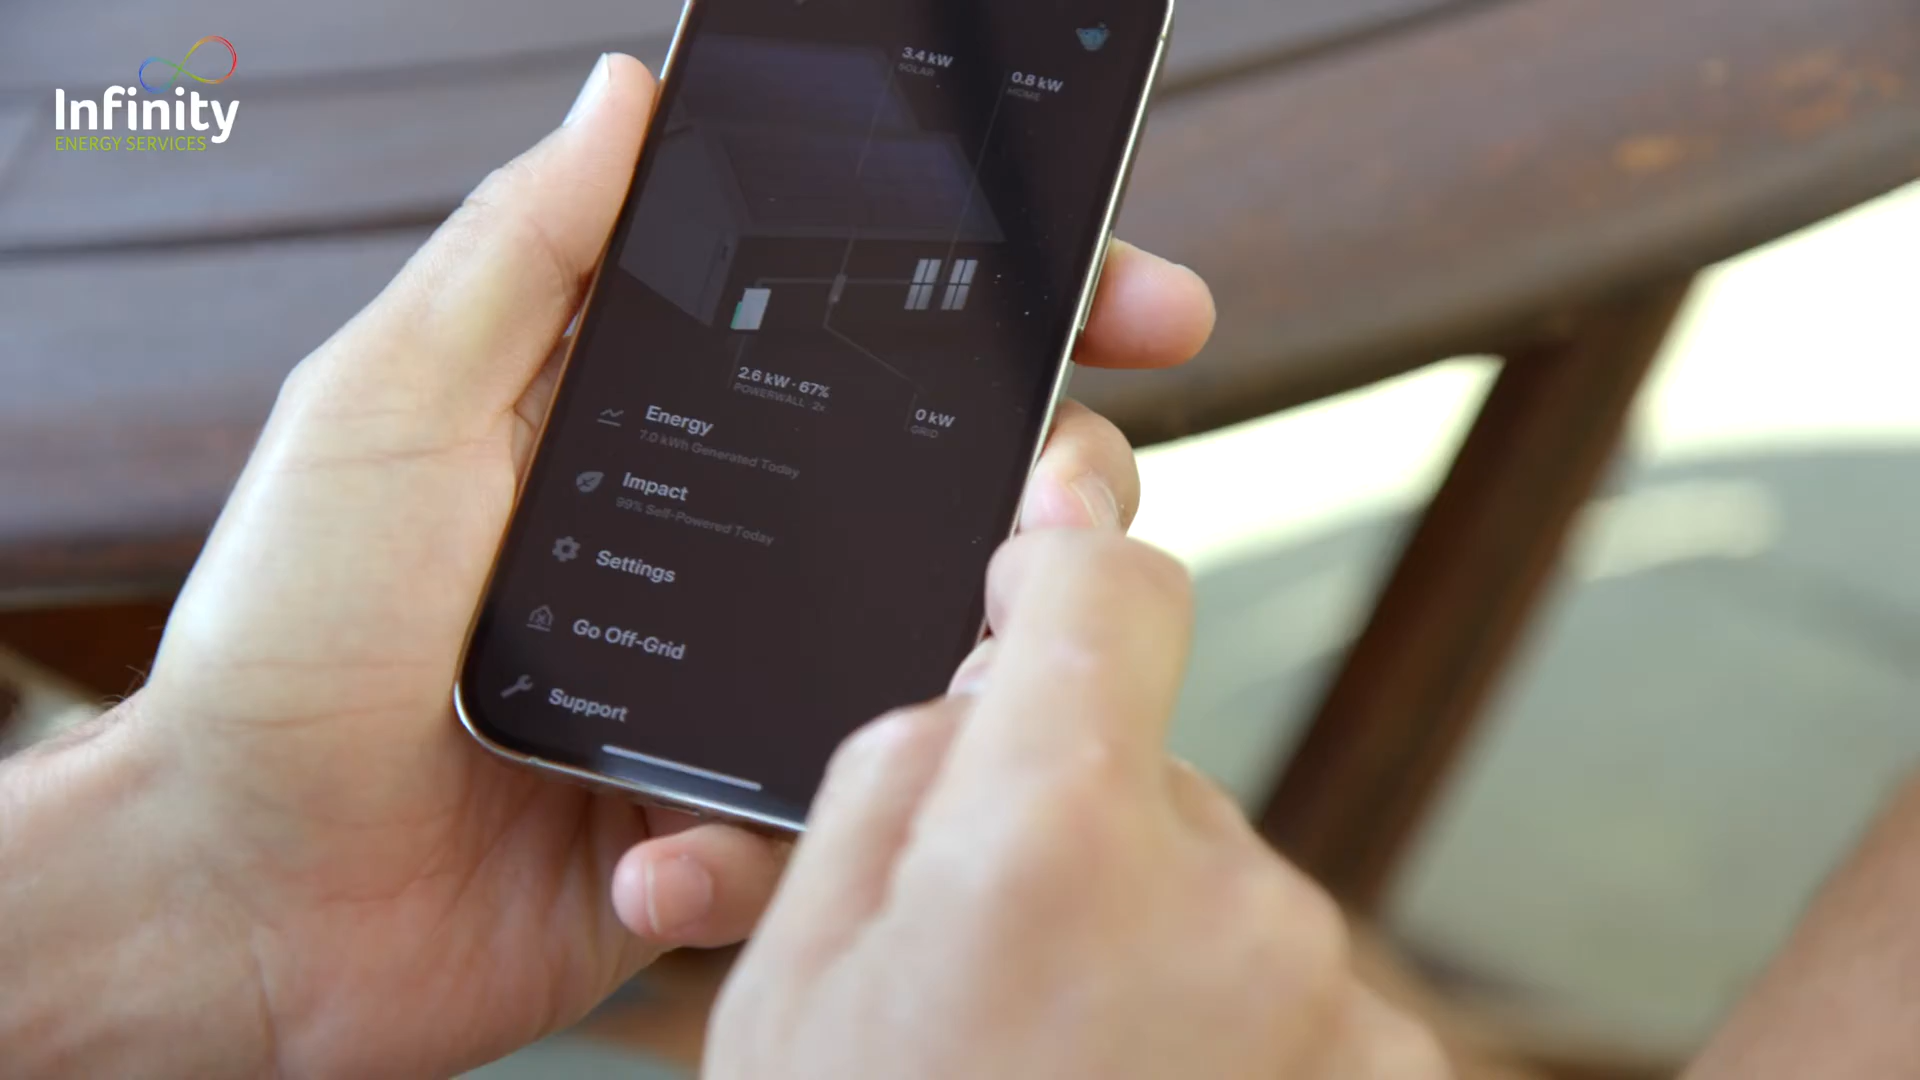 Infinity
ENERGY SERVICES
3.4 kW
SOLAR
0.8 kW
HOME
2.6 kW · 67%
POWERWALL · 2x
0 kW
GRID
Energy
7.0 kWh Generated Today
Impact
99% Self-Powered Today
Settings
Go Off-Grid
Support